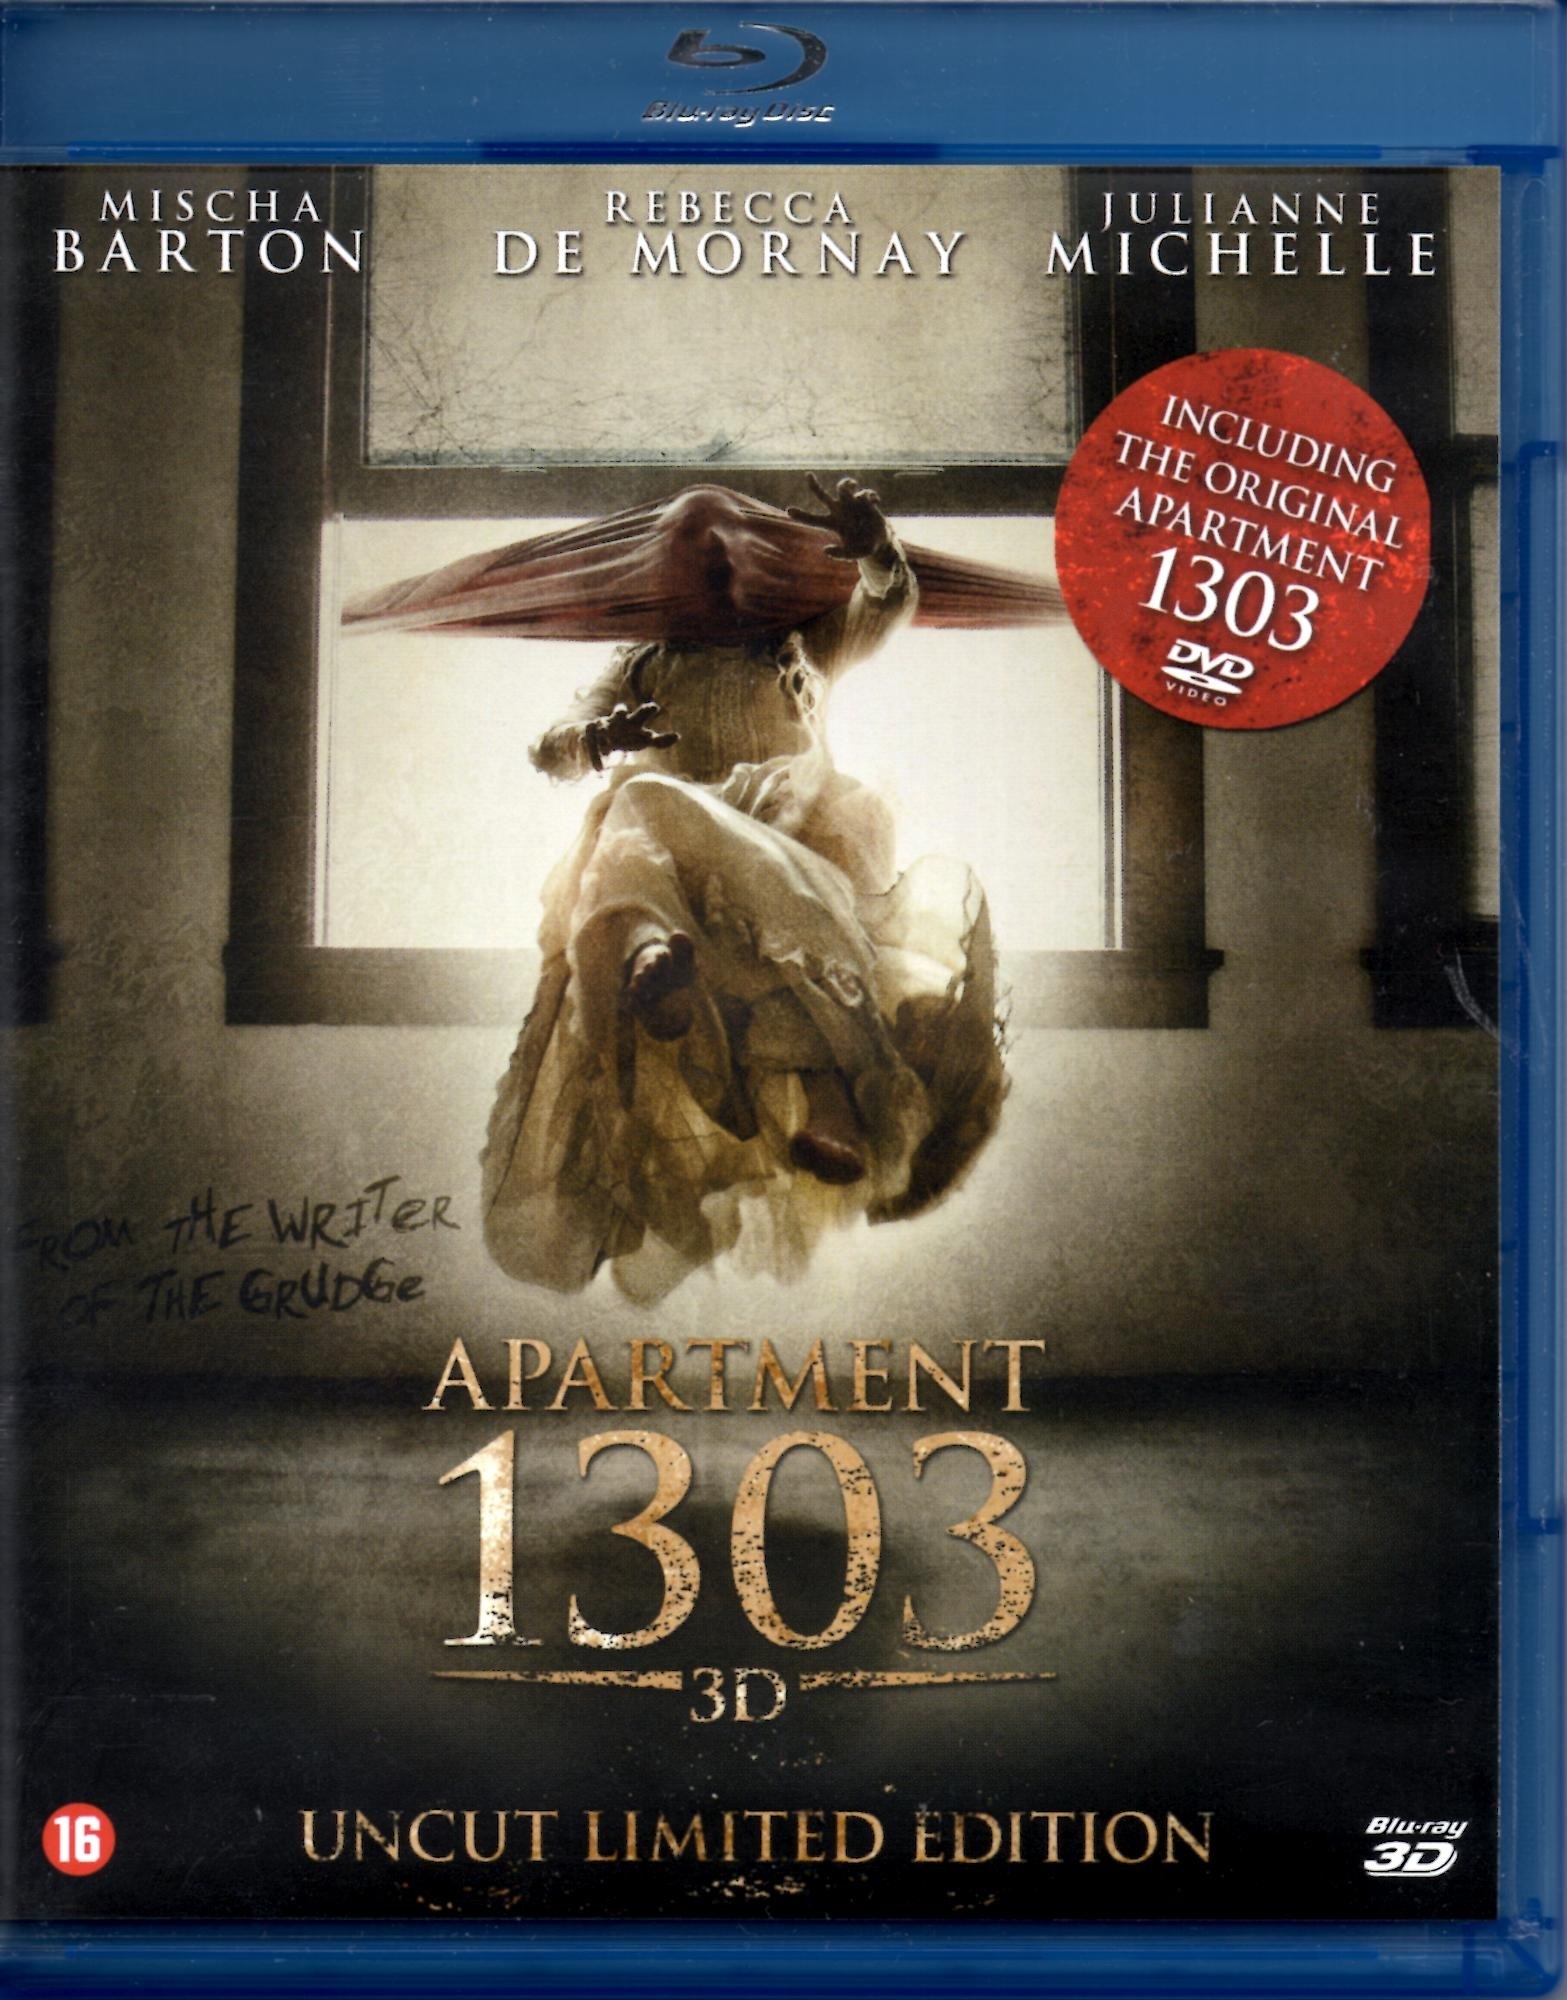 Blu-ray Disc
MISCHA BARTON
REBECCA DE MORNAY
JULIANNE MICHELLE
INCLUDING
THE ORIGINAL
APARTMENT
1303
DVD
VIDEO
FROM THE WRITER
OF THE GRUDGE
APARTMENT
1303
3D
16
UNCUT LIMITED EDITION
Blu-ray
3D